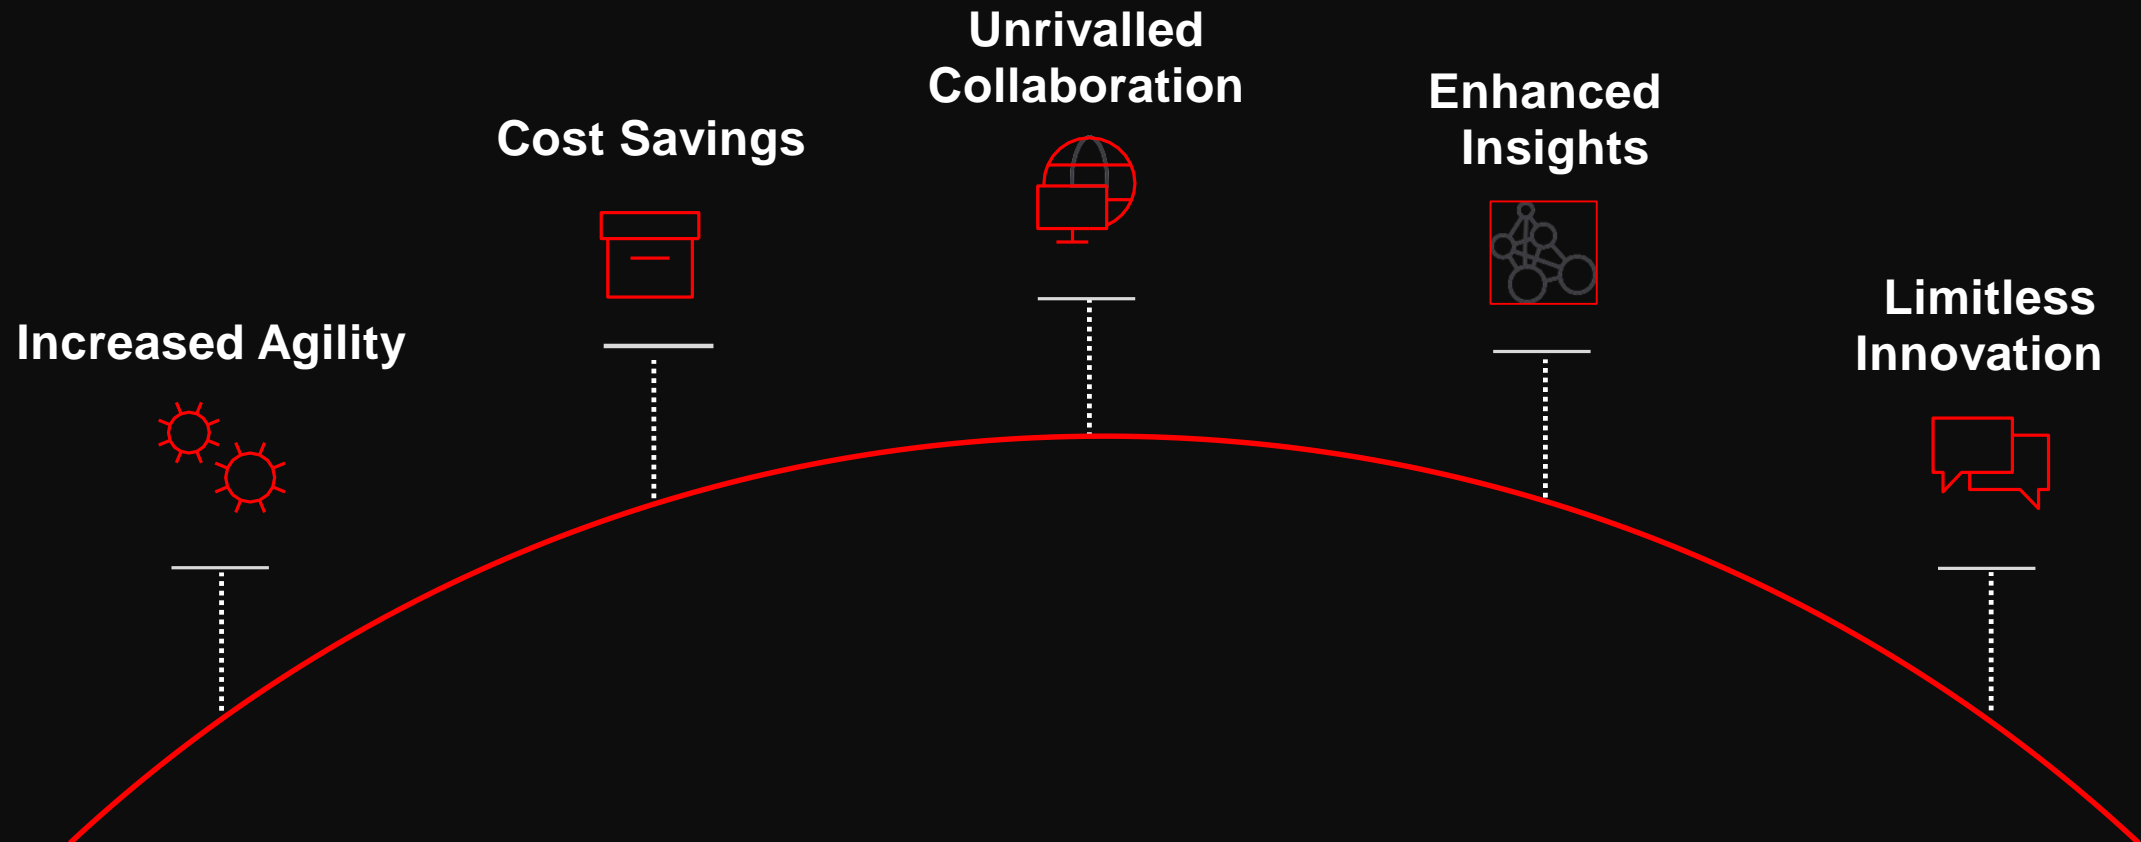 Increased Agility
Cost Savings
Unrivalled
Collaboration
Enhanced
Insights
Limitless
Innovation